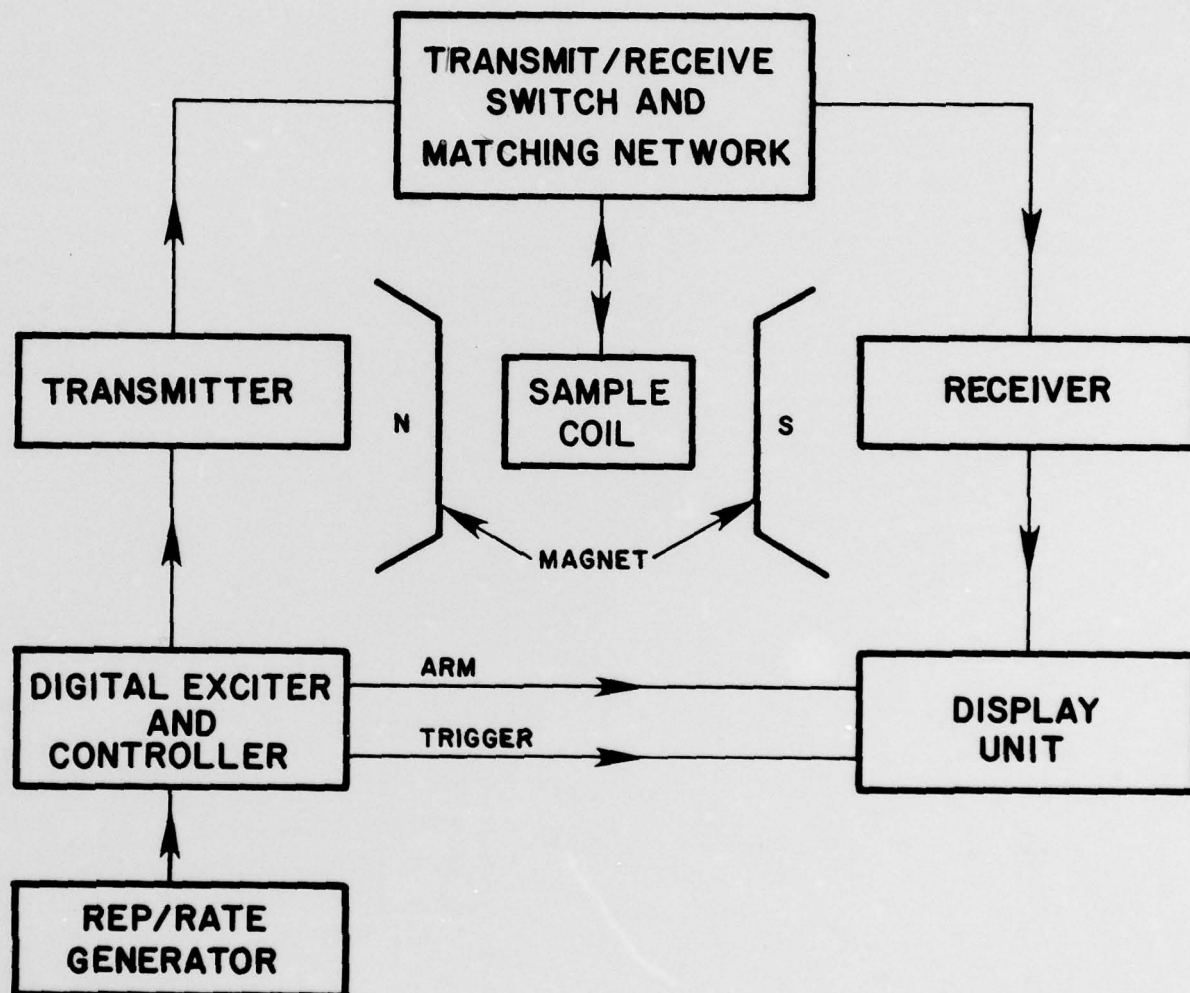 TRANSMIT/RECEIVE
SWITCH AND
MATCHING NETWORK
TRANSMITTER
N
SAMPLE
COIL
S
RECEIVER
MAGNET
DIGITAL EXCITER
AND
CONTROLLER
ARM
TRIGGER
DISPLAY
UNIT
REP/RATE
GENERATOR